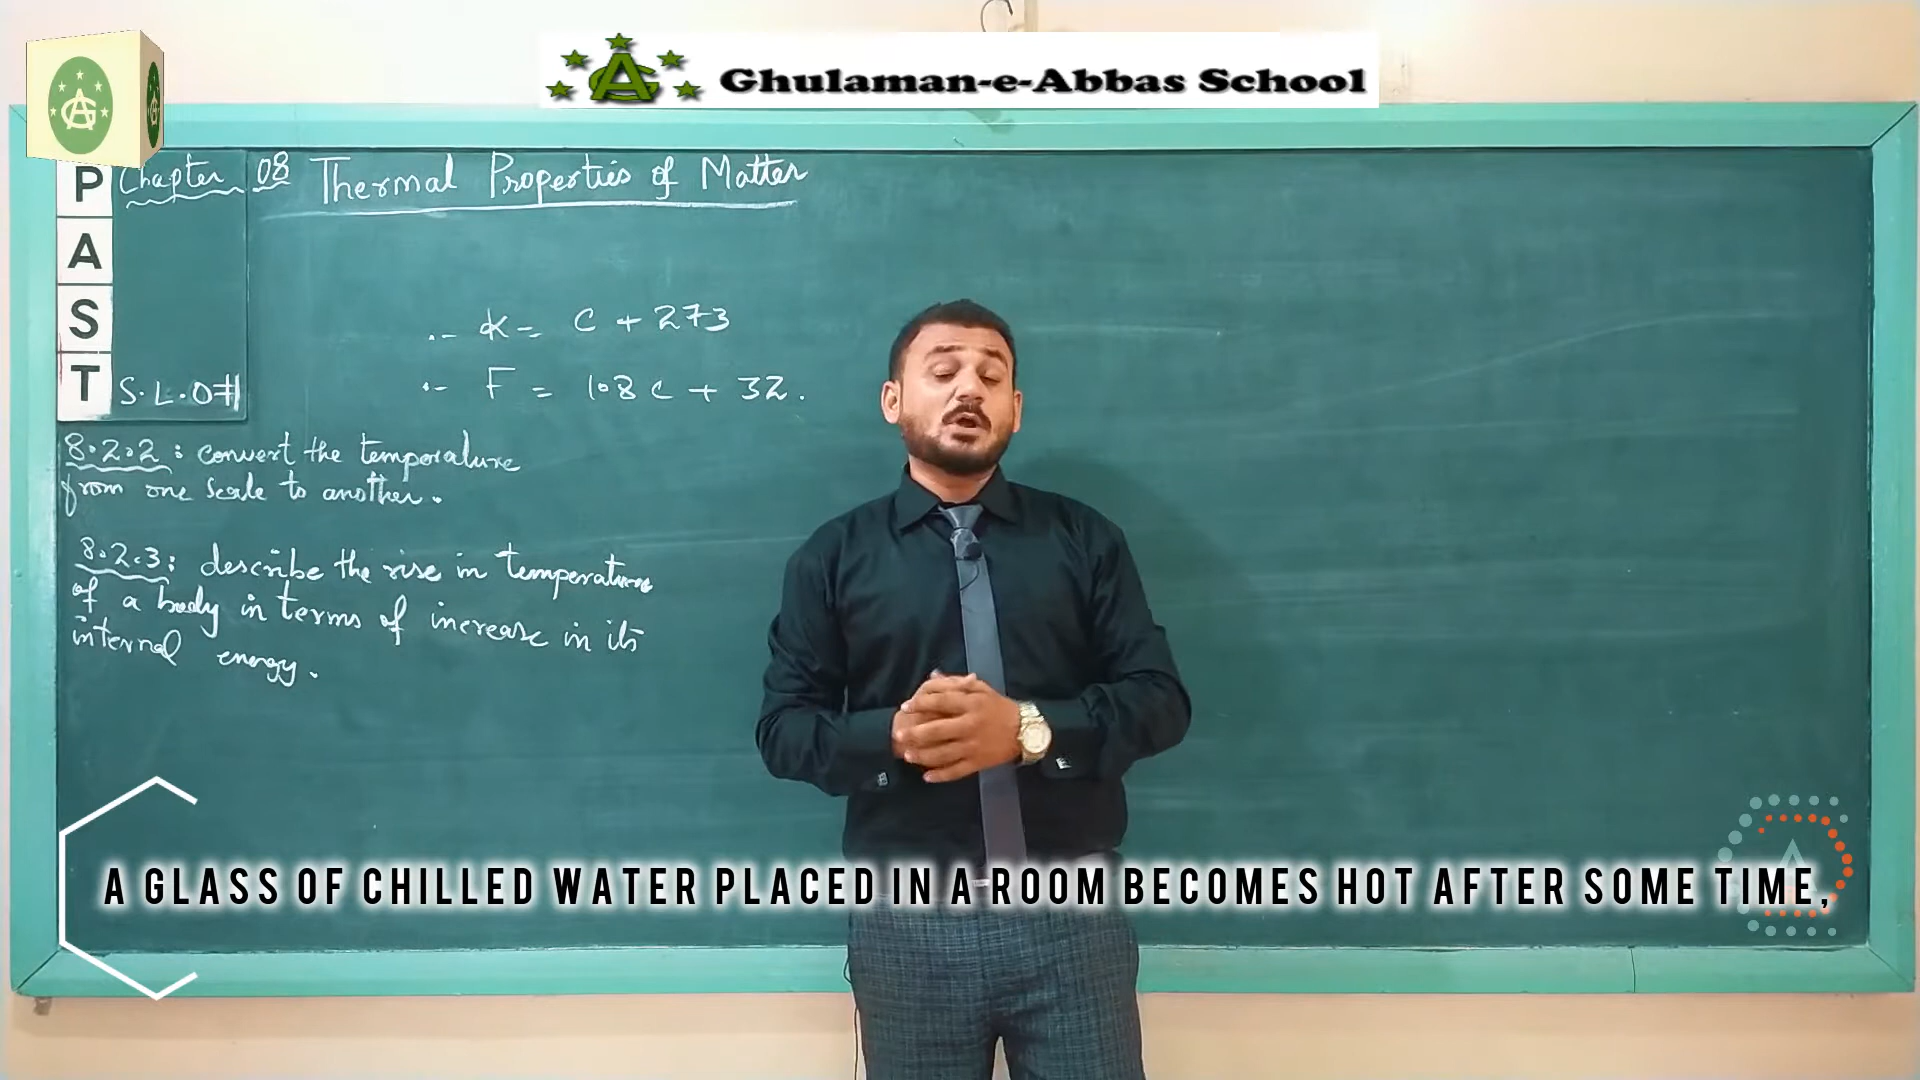 Ghulaman-e-Abbas School
AG
P
A
S
T
Chapter 08 Thermal Properties of Matter
K = C + 273
F = 1.8 C + 32.
S.L.O#
8.2.2: convert the temperature
from one Scale to another.
8.2.3: describe the rise in temperature
of a body in terms of increase in its
internal energy.
A GLASS OF CHILLED WATER PLACED IN A ROOM BECOMES HOT AFTER SOME TIME,